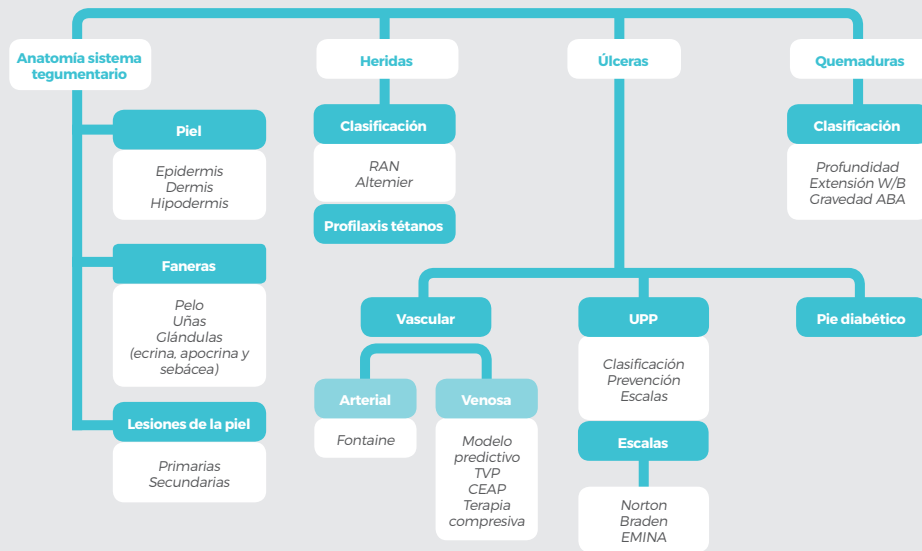 Anatomía sistema
tegumentario
Piel
Epidermis
Dermis
Hipodermis
Faneras
Pelo
Uñas
Glándulas
(ecrina, apocrina y
sebácea)
Lesiones de la piel
Primarias
Secundarias
Heridas
Clasificación
RAN
Altemier
Profilaxis tétanos
Úlceras
Vascular
Arterial
Fontaine
Venosa
Modelo
predictivo
TVP
CEAP
Terapia
compresiva
UPP
Clasificación
Prevención
Escalas
Escalas
Norton
Braden
EMINA
Pie diabético
Quemaduras
Clasificación
Profundidad
Extensión W/B
Gravedad ABA